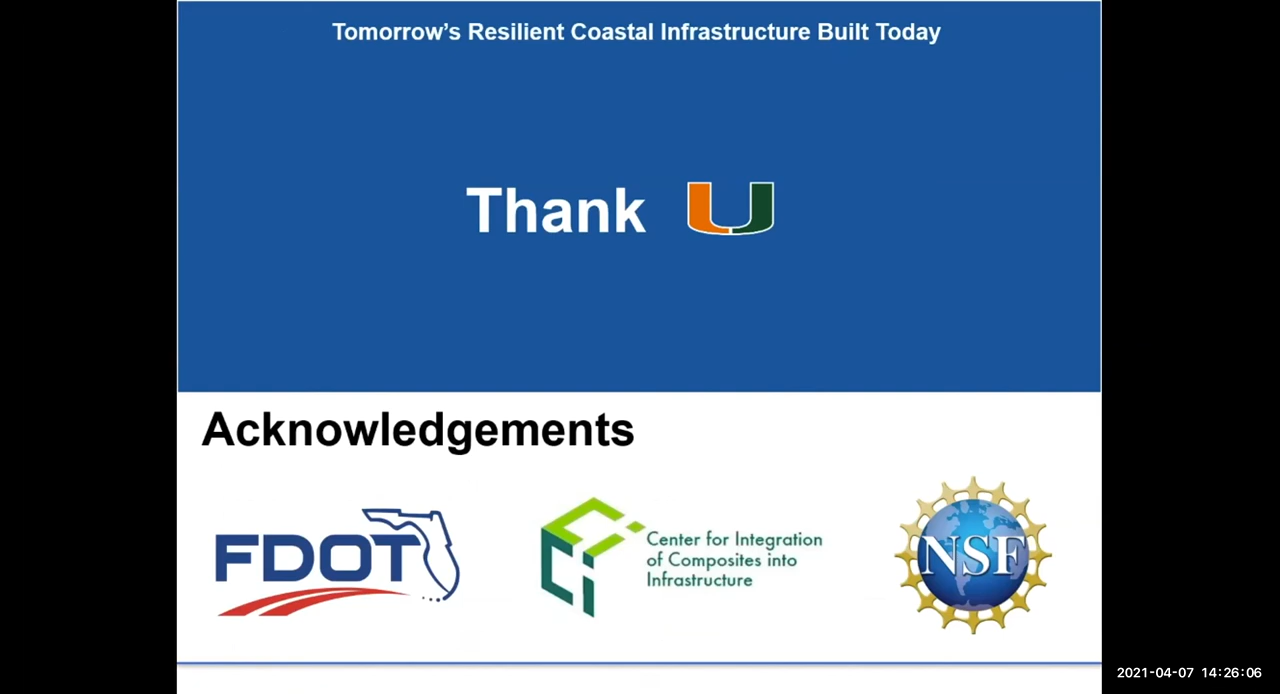 Tomorrow's Resilient Coastal Infrastructure Built Today
Thank U
Acknowledgements
FDOT
Center for Integration
of Composites into
Infrastructure
NSF
2021-04-07 14:26:06